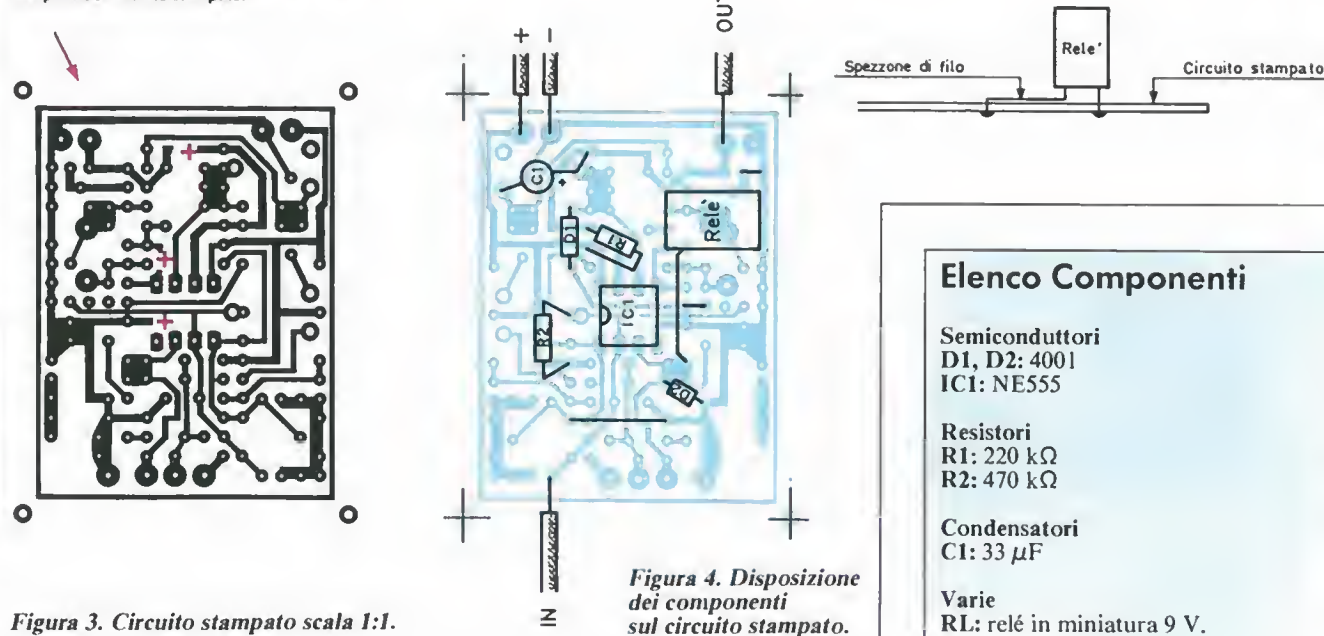 +
-
OUT
C1
+
D1
R1
Relè
R2
IC1
D2
IN
Figura 3. Circuito stampato scala 1:1.
Figura 4. Disposizione
dei componenti
sul circuito stampato.
Rele'
Spezzone di filo
Circuito stampato
Elenco Componenti
Semiconduttori
D1, D2: 4001
IC1: NE555
Resistori
R1: 220 kΩ
R2: 470 kΩ
Condensatori
C1: 33 μF
Varie
RL: relé in miniatura 9 V.